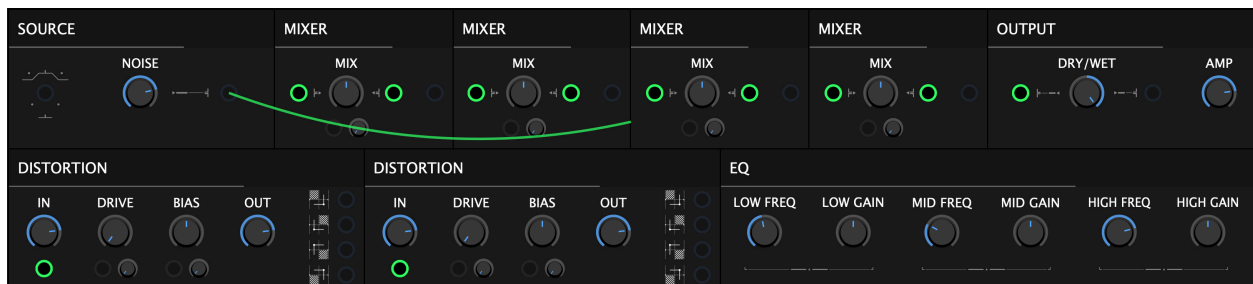 SOURCE
MIXER
MIXER
MIXER
MIXER
OUTPUT
NOISE
MIX
MIX
MIX
MIX
DRY/WET
AMP
DISTORTION
DISTORTION
EQ
IN
DRIVE
BIAS
OUT
IN
DRIVE
BIAS
OUT
LOW FREQ
LOW GAIN
MID FREQ
MID GAIN
HIGH FREQ
HIGH GAIN